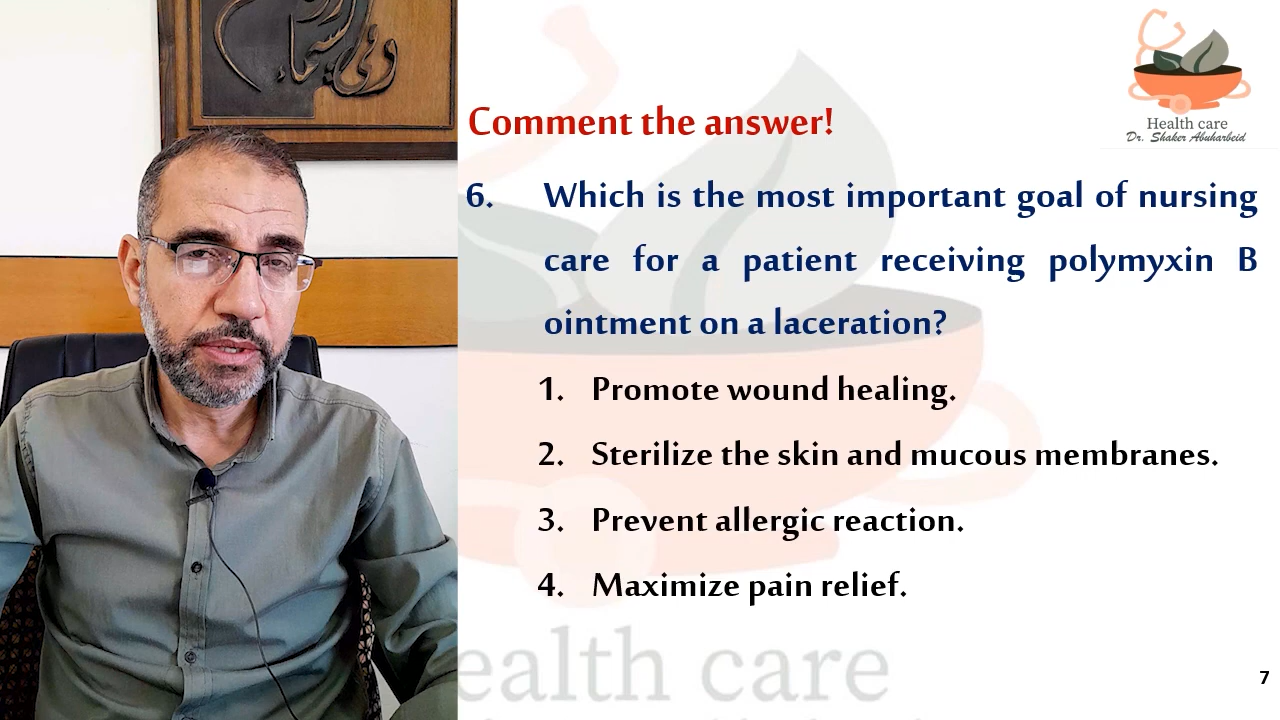 Health care
Dr. Shaker Abuharbeid
Comment the answer!
6. Which is the most important goal of nursing
care for a patient receiving polymyxin B
ointment on a laceration?
1. Promote wound healing.
2. Sterilize the skin and mucous membranes.
3. Prevent allergic reaction.
4. Maximize pain relief.
ealth care
7